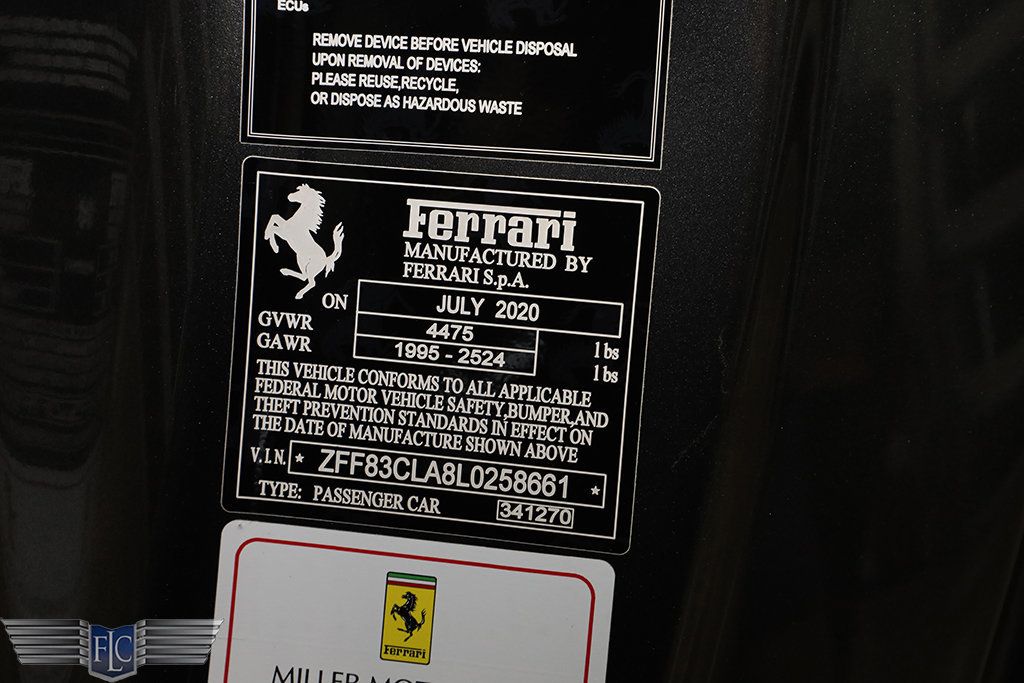 ECUs
REMOVE DEVICE BEFORE VEHICLE DISPOSAL
UPON REMOVAL OF DEVICES:
PLEASE REUSE,RECYCLE,
OR DISPOSE AS HAZARDOUS WASTE
Ferrari
MANUFACTURED BY
FERRARI S.p.A.
ON JULY 2020
GVWR 4475 lbs
GAWR 1995 - 2524 lbs
THIS VEHICLE CONFORMS TO ALL APPLICABLE
FEDERAL MOTOR VEHICLE SAFETY,BUMPER,AND
THEFT PREVENTION STANDARDS IN EFFECT ON
THE DATE OF MANUFACTURE SHOWN ABOVE
V.I.N. * ZFF83CLA8L0258661 *
TYPE: PASSENGER CAR 341270
Ferrari
MILLER
FLC